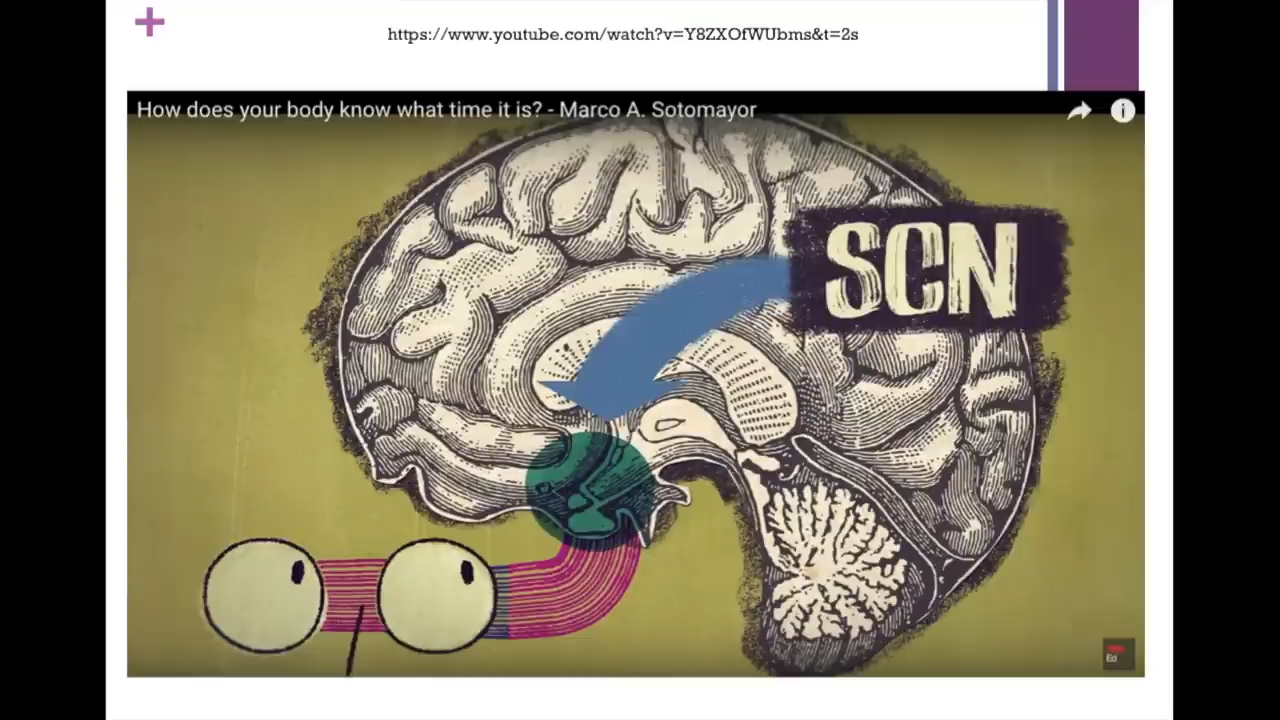 https://www.youtube.com/watch?v=Y8ZXOfWUbms&t=2s
How does your body know what time it is? - Marco A. Sotomayor
SCN
Ed